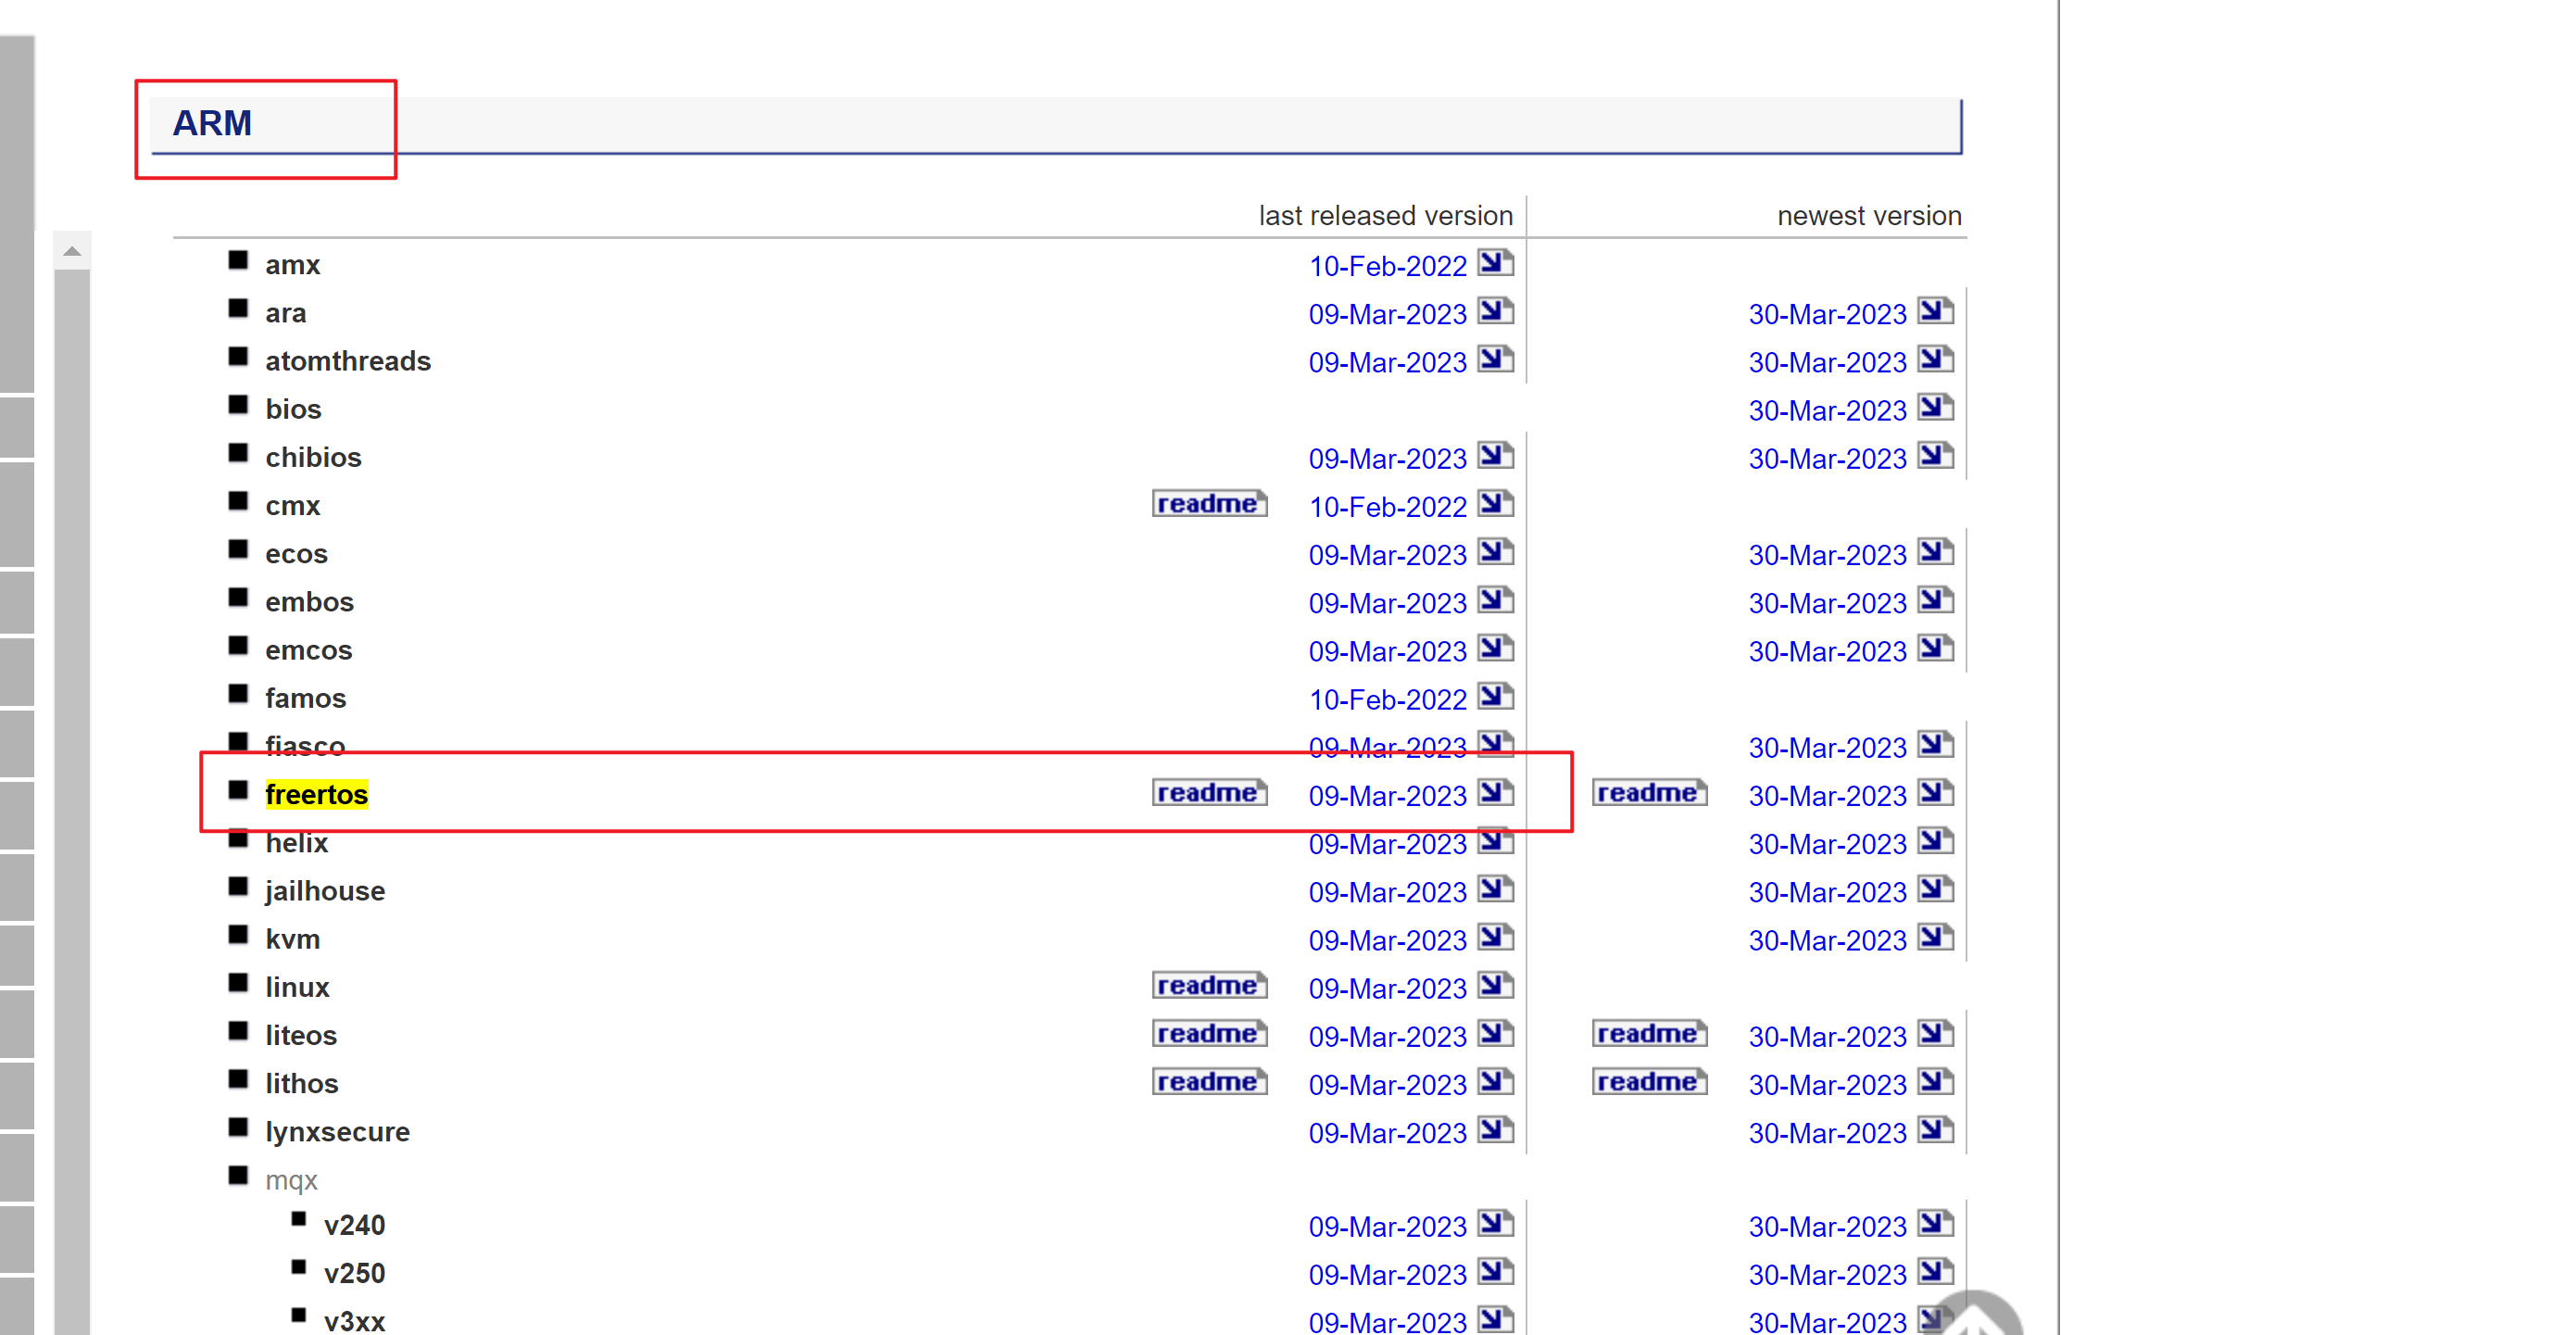 ARM
last released version newest version
amx 10-Feb-2022
ara 09-Mar-2023 30-Mar-2023
atomthreads 09-Mar-2023 30-Mar-2023
bios 30-Mar-2023
chibios 09-Mar-2023 30-Mar-2023
cmx readme 10-Feb-2022
ecos 09-Mar-2023 30-Mar-2023
embos 09-Mar-2023 30-Mar-2023
emcos 09-Mar-2023 30-Mar-2023
famos 10-Feb-2022
fiasco 09-Mar-2023 30-Mar-2023
freertos readme 09-Mar-2023 readme 30-Mar-2023
helix 09-Mar-2023 30-Mar-2023
jailhouse 09-Mar-2023 30-Mar-2023
kvm 09-Mar-2023 30-Mar-2023
linux readme 09-Mar-2023
liteos readme 09-Mar-2023 readme 30-Mar-2023
lithos readme 09-Mar-2023 readme 30-Mar-2023
lynxsecure 09-Mar-2023 30-Mar-2023
mqx
v240 09-Mar-2023 30-Mar-2023
v250 09-Mar-2023 30-Mar-2023
v3xx 09-Mar-2023 30-Mar-2023